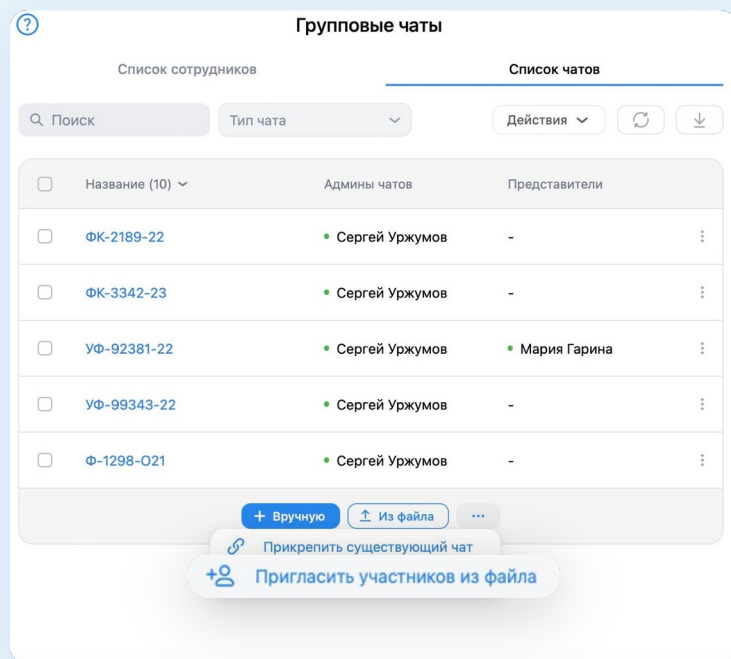 ?
Групповые чаты
Список сотрудников
Список чатов
Поиск
Тип чата
Действия
Название (10)
Админы чатов
Представители
ФК-2189-22
Сергей Уржумов
-
ФК-3342-23
Сергей Уржумов
-
УФ-92381-22
Сергей Уржумов
Мария Гарина
УФ-99343-22
Сергей Уржумов
-
Ф-1298-О21
Сергей Уржумов
-
+ Вручную
Из файла
...
Прикрепить существующий чат
Пригласить участников из файла